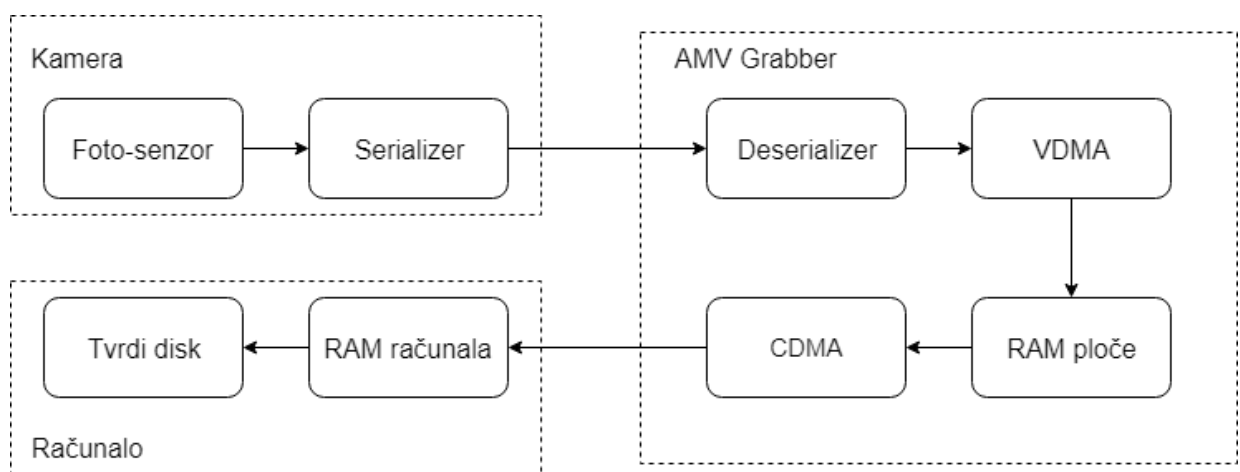 Kamera
AMV Grabber
Foto-senzor
Serializer
Deserializer
VDMA
Tvrdi disk
RAM računala
CDMA
RAM ploče
Računalo